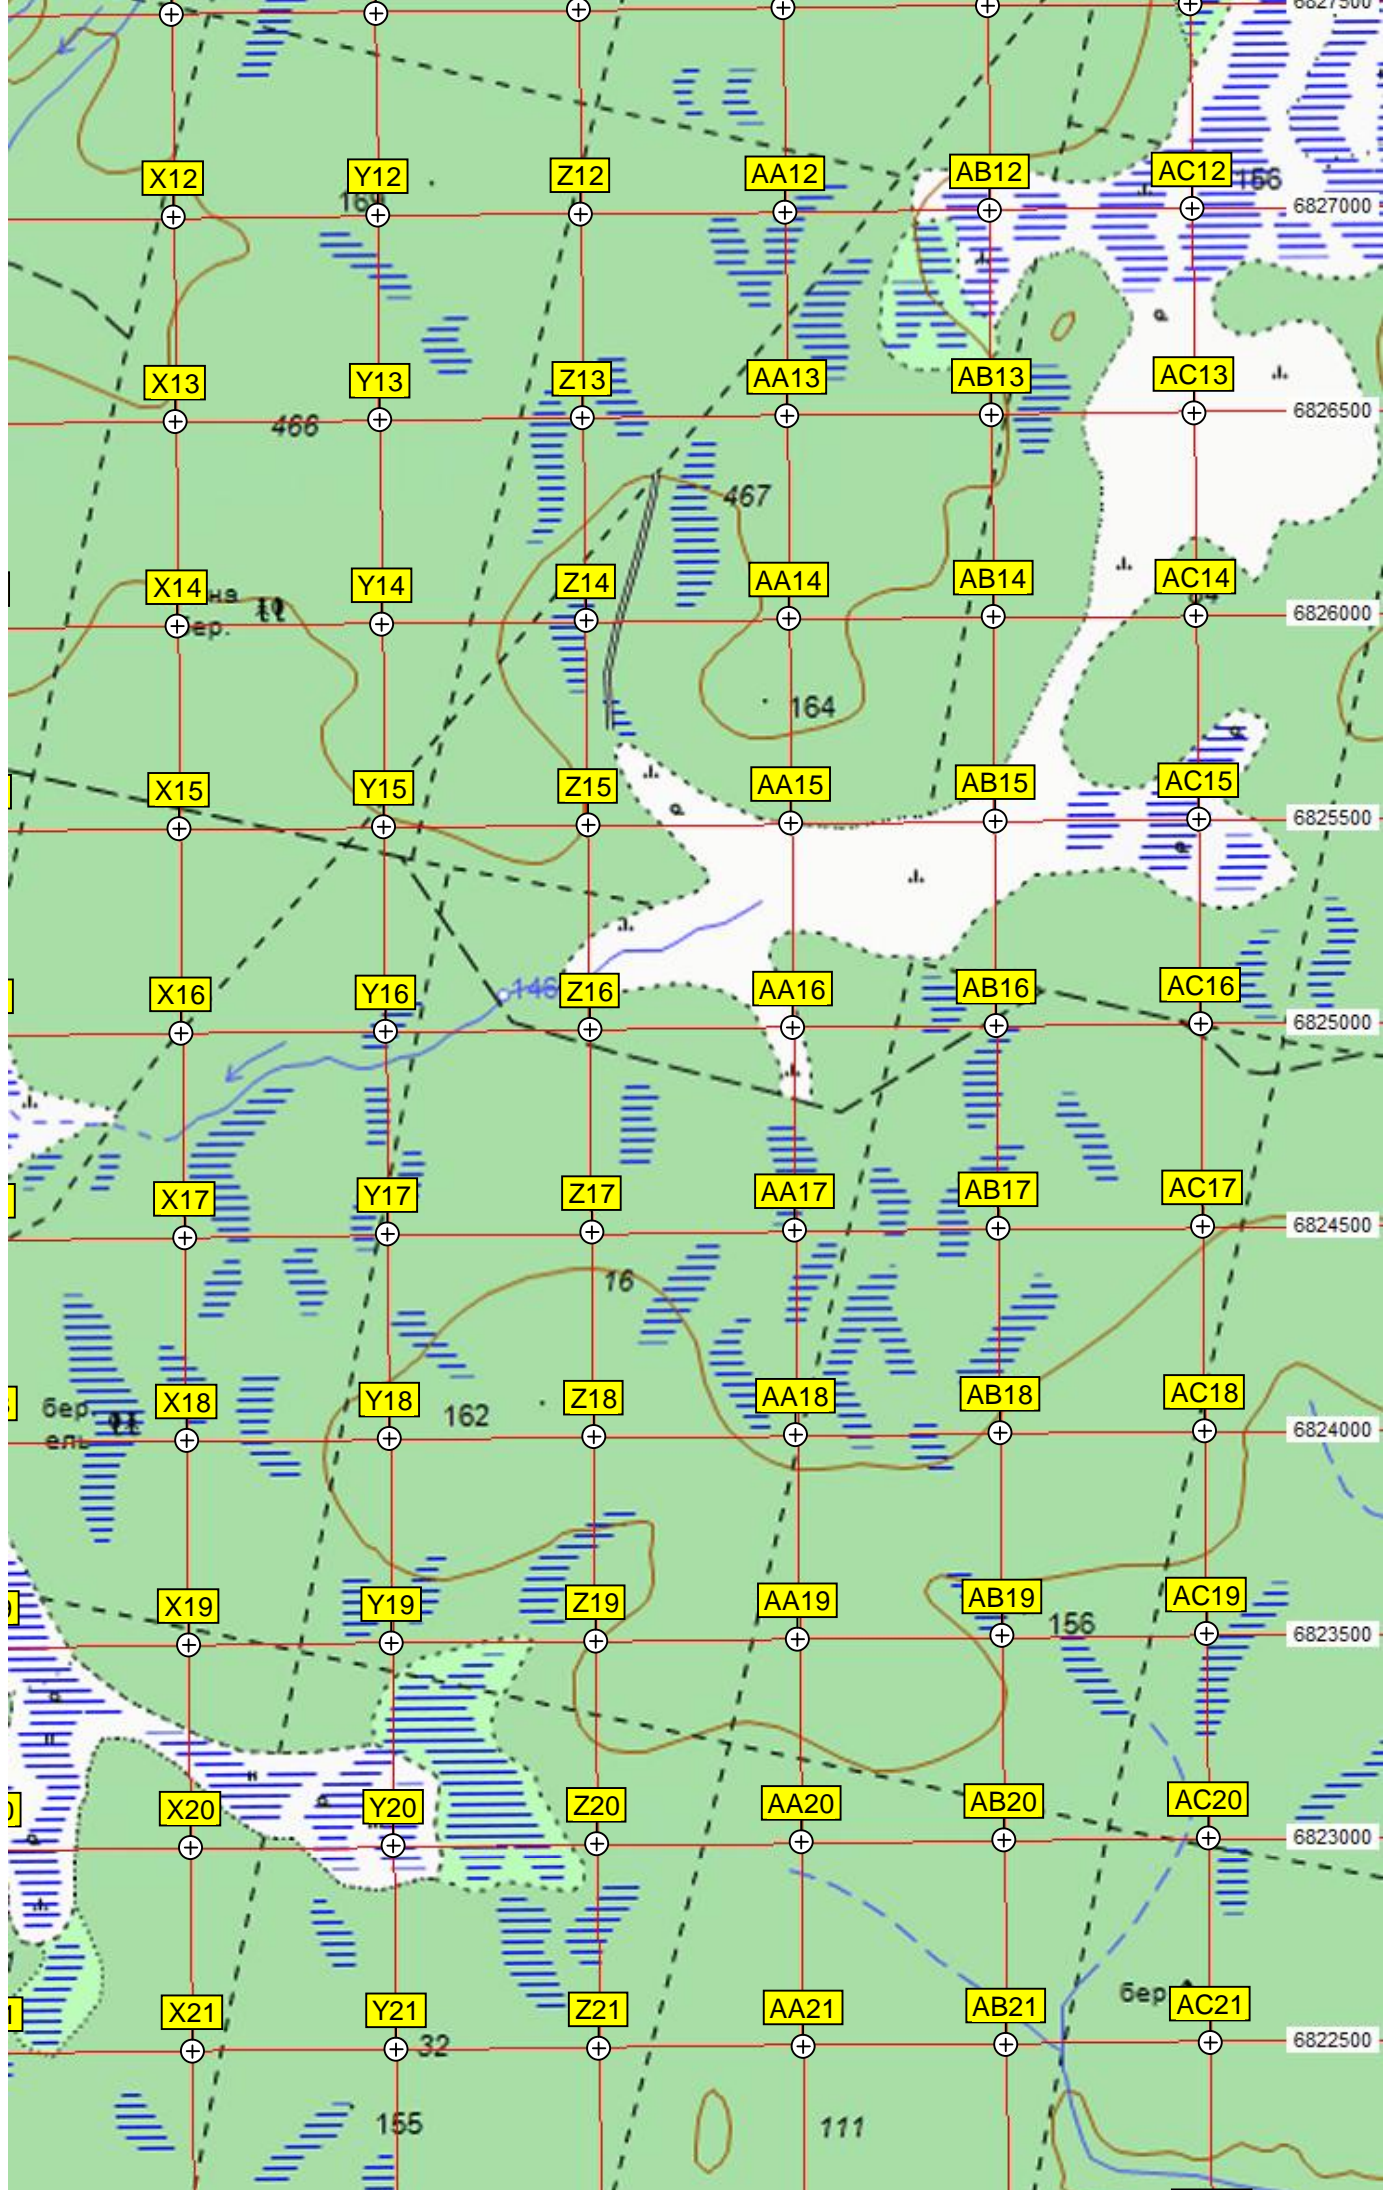 6827500
X12 Y12 Z12 AA12 AB12 AC12 156
169 6827000
X13 Y13 Z13 AA13 AB13 AC13
466 6826500
467
X14 Y14 Z14 AA14 AB14 AC14
6826000
164
X15 Y15 Z15 AA15 AB15 AC15
6825500
X16 Y16 146 Z16 AA16 AB16 AC16
6825000
X17 Y17 Z17 AA17 AB17 AC17
6824500
16
бер. X18 Y18 162 Z18 AA18 AB18 AC18
ель 6824000
X19 Y19 Z19 AA19 AB19 156 AC19
6823500
X20 Y20 Z20 AA20 AB20 AC20
6823000
бер.
X21 Y21 Z21 AA21 AB21 AC21
32 6822500
155 111